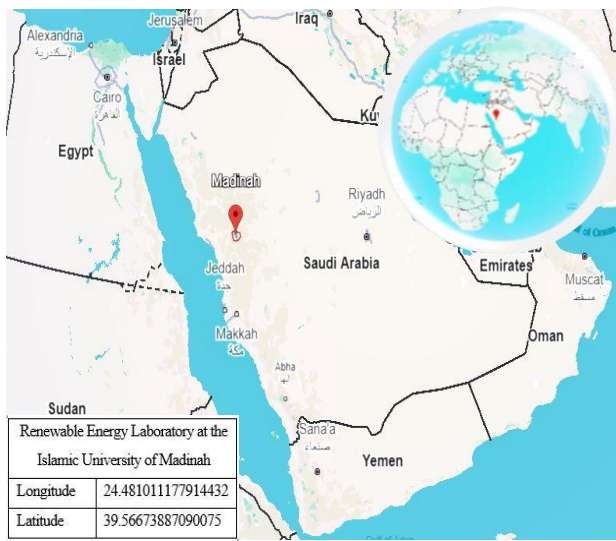 Alexandria
الإسكندرية
Jerusalem
Israel
Iraq
Cairo
القاهرة
Egypt
Madinah
Riyadh
الرياض
Saudi Arabia
Emirates
Muscat
مسقط
Jeddah
جدة
Makkah
مكة
Oman
Abha
أبها
Sudan
Sana'a
صنعاء
Yemen
Renewable Energy Laboratory at the
Islamic University of Madinah
Longitude 24.481011177914432
Latitude 39.56673887090075